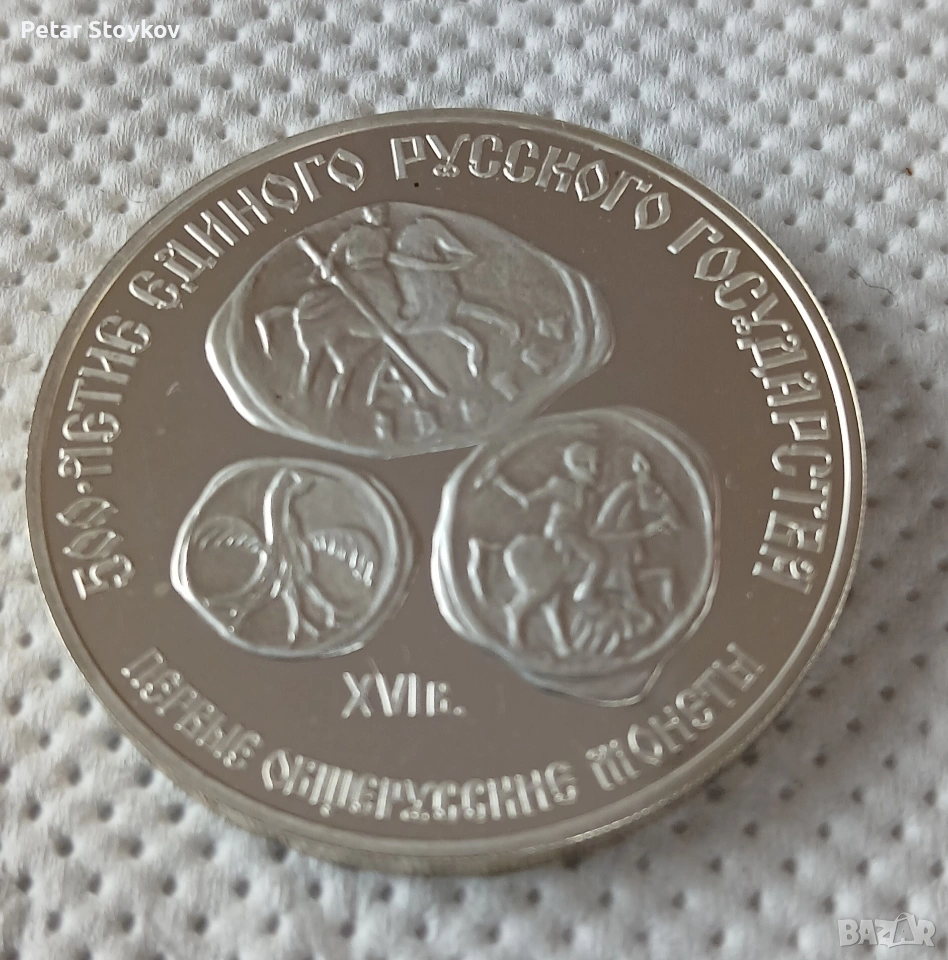 Petar Stoykov
500-ЛЕТИЕ ЕДИНОГО РУССКОГО ГОСУДАРСТВА
XVI в.
ПЕРВЫЕ ОБЩЕРУССКИЕ МОНЕТЫ
BAZAR